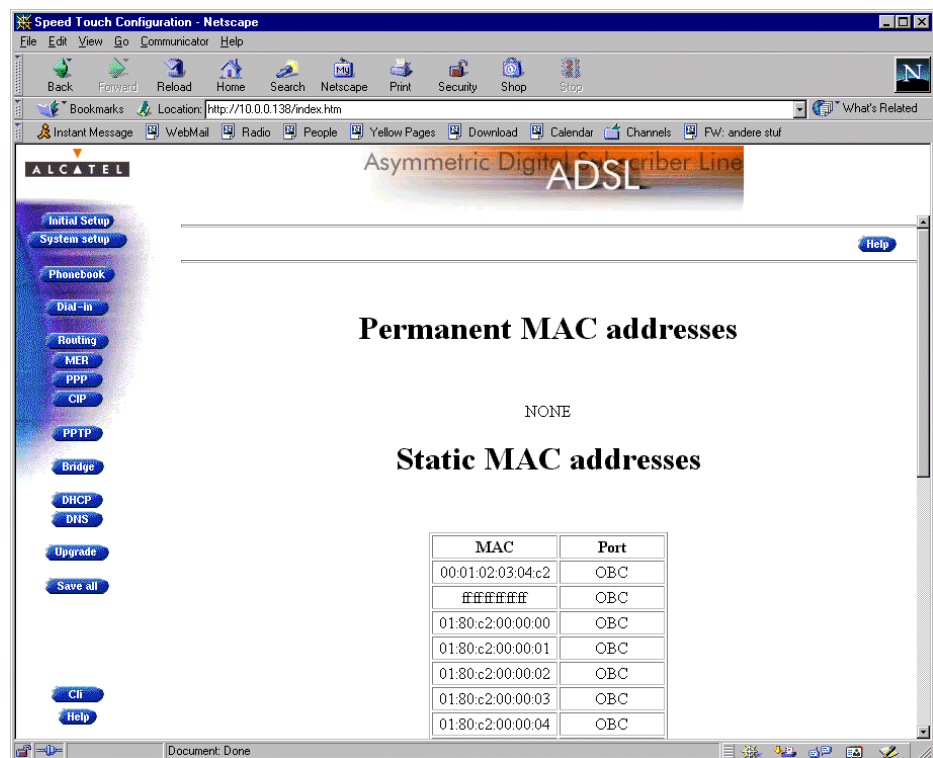 Speed Touch Configuration - Netscape
File Edit View Go Communicator Help
Back Forward Reload Home Search Netscape Print Security Shop Stop
My
N
Bookmarks Location: http://10.0.0.138/index.htm What's Related
Instant Message WebMail Radio People Yellow Pages Download Calendar Channels FW: andere stuf
ALCATEL
Asymmetric Digital Subscriber Line
ADSL
Initial Setup
System setup
Help
Phonebook
Dial-in
Routing
MER
PPP
CIP
PPTP
Bridge
DHCP
DNS
Upgrade
Save all
Cli
Help
Permanent MAC addresses
NONE
Static MAC addresses
MAC Port
00:01:02:03:04:c2 OBC
ff:ff:ff:ff:ff:ff OBC
01:80:c2:00:00:00 OBC
01:80:c2:00:00:01 OBC
01:80:c2:00:00:02 OBC
01:80:c2:00:00:03 OBC
01:80:c2:00:00:04 OBC
Document: Done